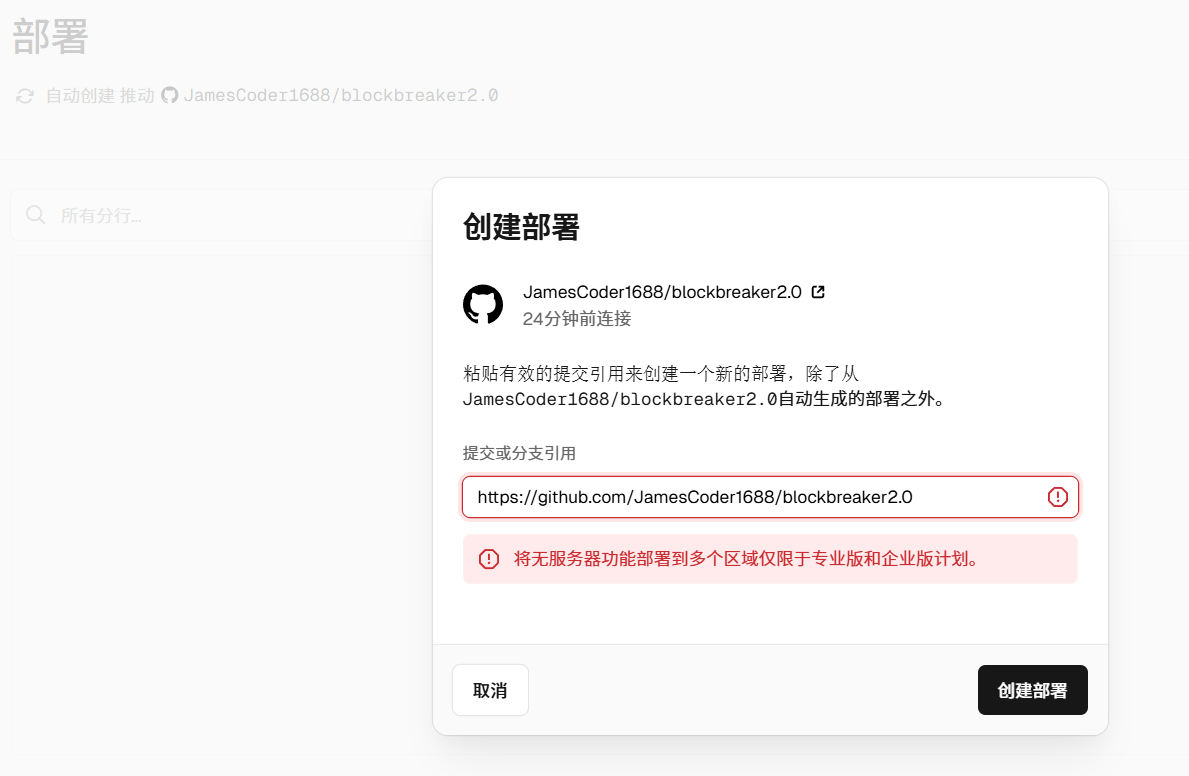 部署
自动创建 推动 JamesCoder1688/blockbreaker2.0
所有分行...
创建部署
JamesCoder1688/blockbreaker2.0
24分钟前连接
粘贴有效的提交引用来创建一个新的部署，除了从
JamesCoder1688/blockbreaker2.0自动生成的部署之外。
提交或分支引用
https://github.com/JamesCoder1688/blockbreaker2.0
将无服务器功能部署到多个区域仅限于专业版和企业版计划。
取消
创建部署